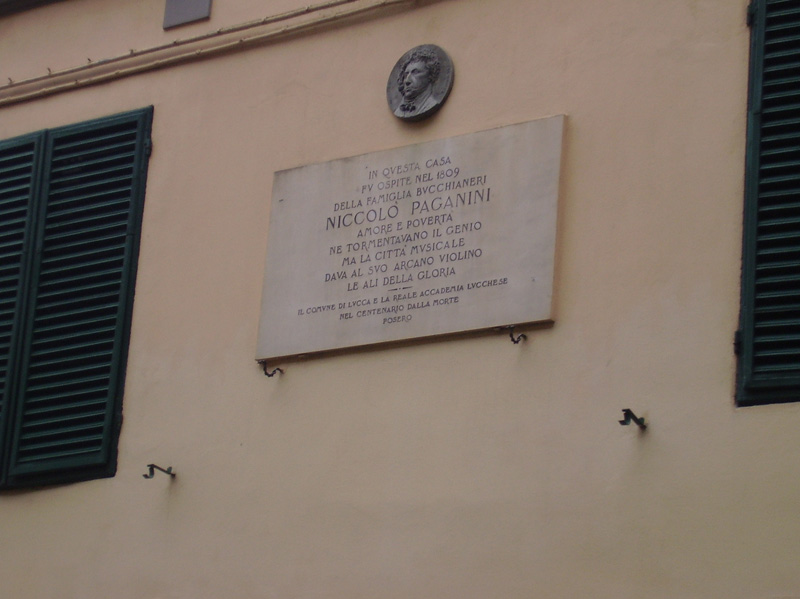 IN QVESTA CASA
FV OSPITE NEL 1809
DELLA FAMIGLIA BVCCHIANERI
NICCOLÒ PAGANINI
AMORE E POVERTÀ
NE TORMENTAVANO IL GENIO
MA LA CITTÀ MVSICALE
DAVA AL SVO ARCANO VIOLINO
LE ALI DELLA GLORIA
IL COMVNE DI LVCCA E LA REALE ACCADEMIA LVCCHESE
NEL CENTENARIO DALLA MORTE
POSERO